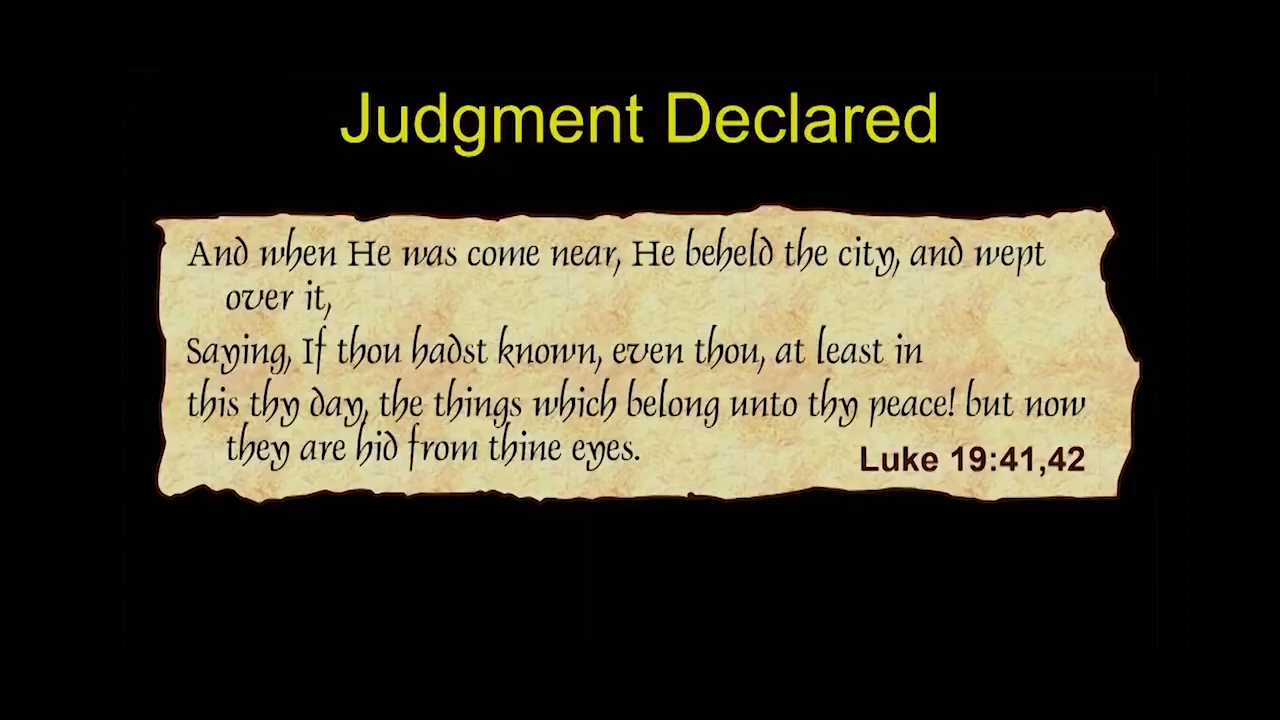 Judgment Declared
And when He was come near, He beheld the city, and wept
over it,
Saying, If thou hadst known, even thou, at least in
this thy day, the things which belong unto thy peace! but now
they are hid from thine eyes.
Luke 19:41,42